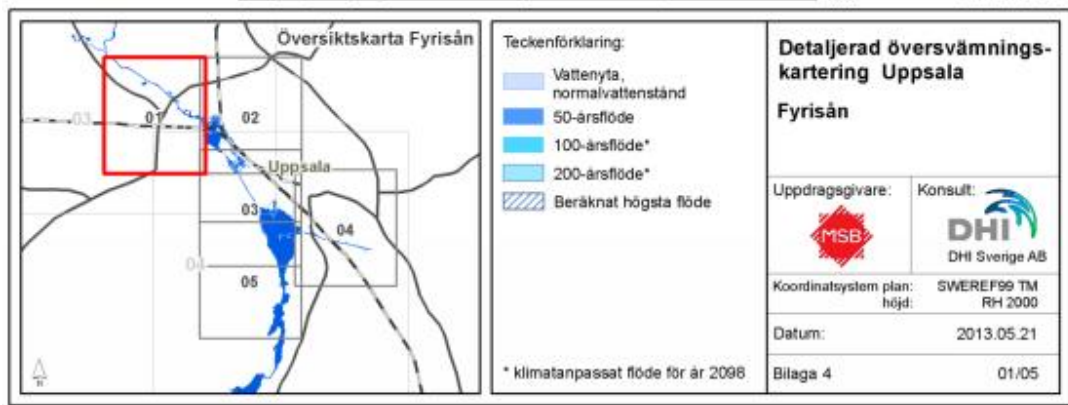 Översiktskarta Fyrisån
03
01
02
Uppsala
03
04
04
05
N
Teckenförklaring:
Vattenyta,
normalvattenstånd
50-årsflöde
100-årsflöde*
200-årsflöde*
Beräknat högsta flöde
* klimatanpassat flöde för år 2098
Detaljerad översvämnings-
kartering Uppsala
Fyrisån
Uppdragsgivare:
MSB
Konsult:
DHI
DHI Sverige AB
Koordinatsystem plan: SWEREF99 TM
höjd: RH 2000
Datum: 2013.05.21
Bilaga 4 01/05